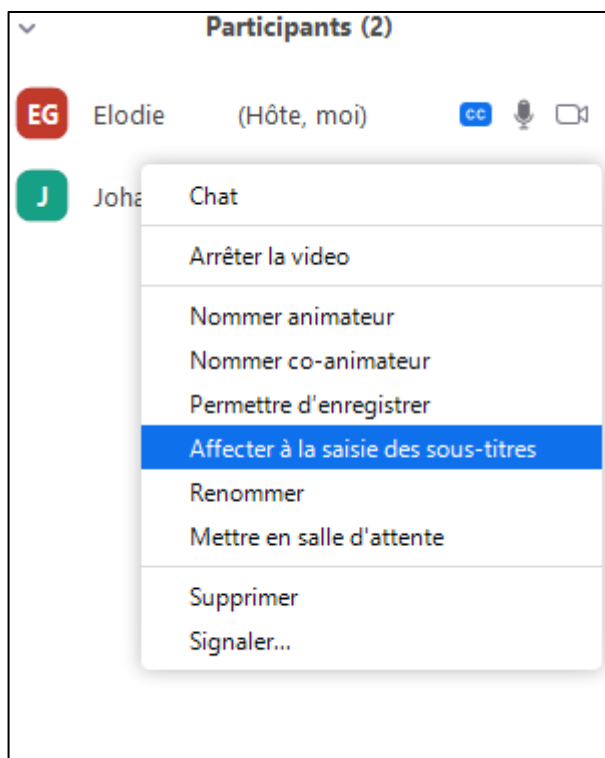 Participants (2)
EG Elodie (Hôte, moi) CC
J Joha
Chat
Arrêter la video
Nommer animateur
Nommer co-animateur
Permettre d'enregistrer
Affecter à la saisie des sous-titres
Renommer
Mettre en salle d'attente
Supprimer
Signaler...